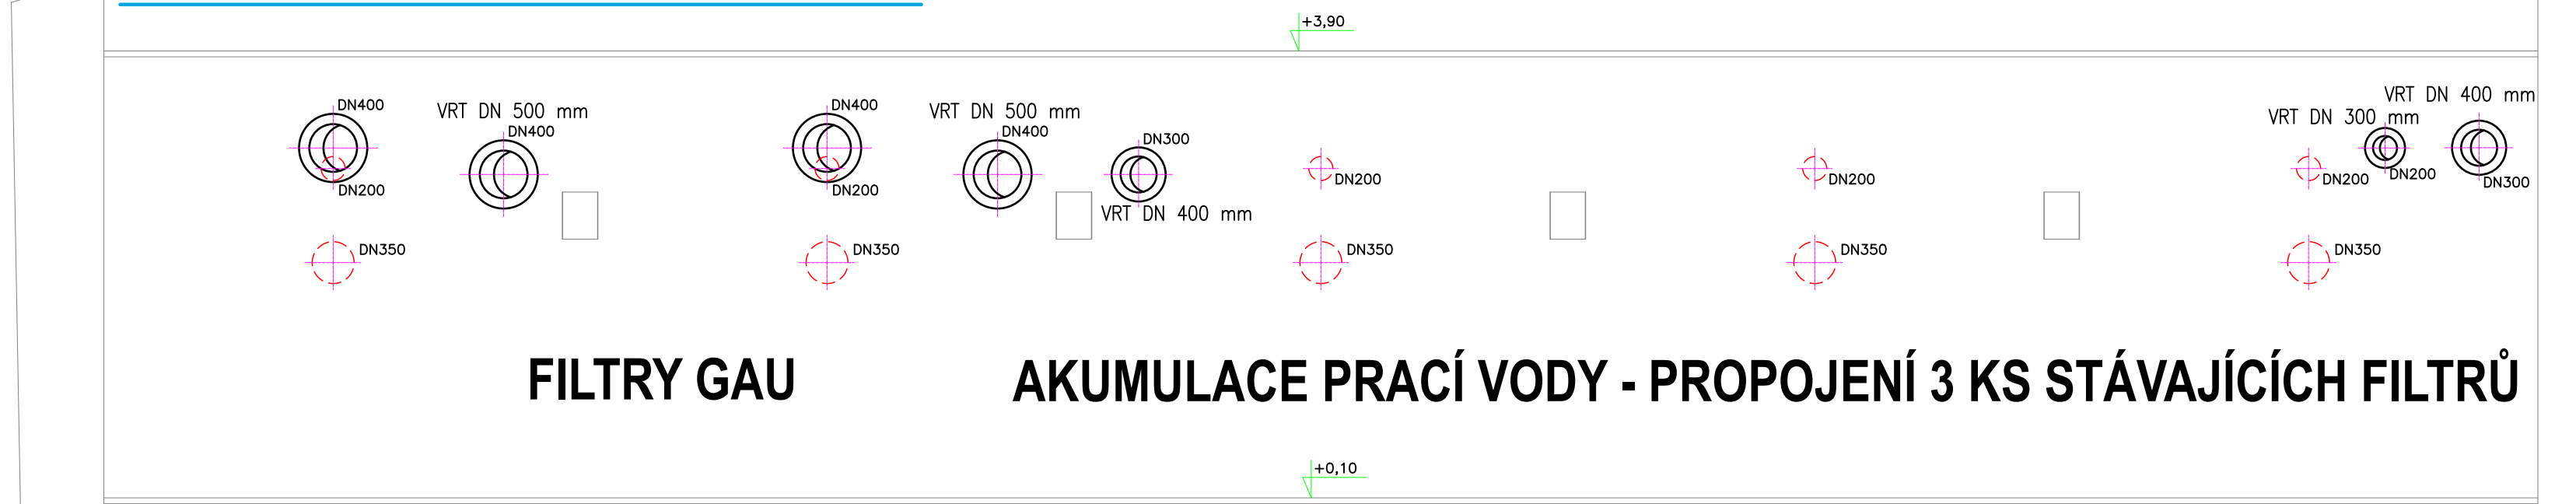 +3,90
DN400
VRT DN 500 mm
DN400
DN200
DN400
VRT DN 500 mm
DN400
DN200
DN300
VRT DN 400 mm
DN200
DN200
VRT DN 400 mm
VRT DN 300 mm
DN200
DN200
DN300
DN350
DN350
DN350
DN350
DN350
FILTRY GAU
AKUMULACE PRACÍ VODY - PROPOJENÍ 3 KS STÁVAJÍCÍCH FILTRŮ
+0,10